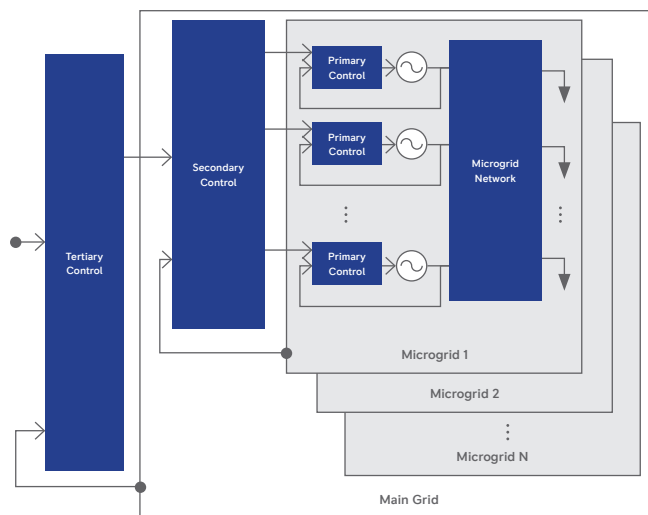 Primary
Control
Primary
Control
Secondary
Control
Microgrid
Network
Tertiary
Control
Primary
Control
Microgrid 1
Microgrid 2
Microgrid N
Main Grid